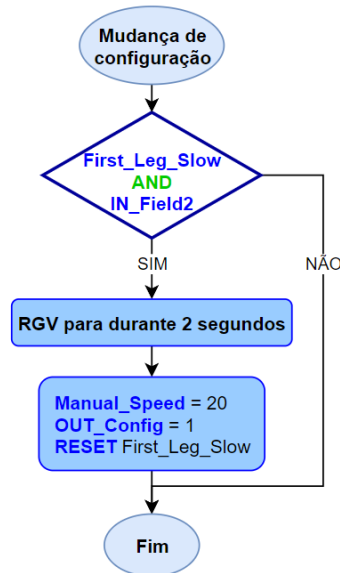 Mudança de
configuração
First_Leg_Slow
AND
IN_Field2
SIM
NÃO
RGV para durante 2 segundos
Manual_Speed = 20
OUT_Config = 1
RESET First_Leg_Slow
Fim